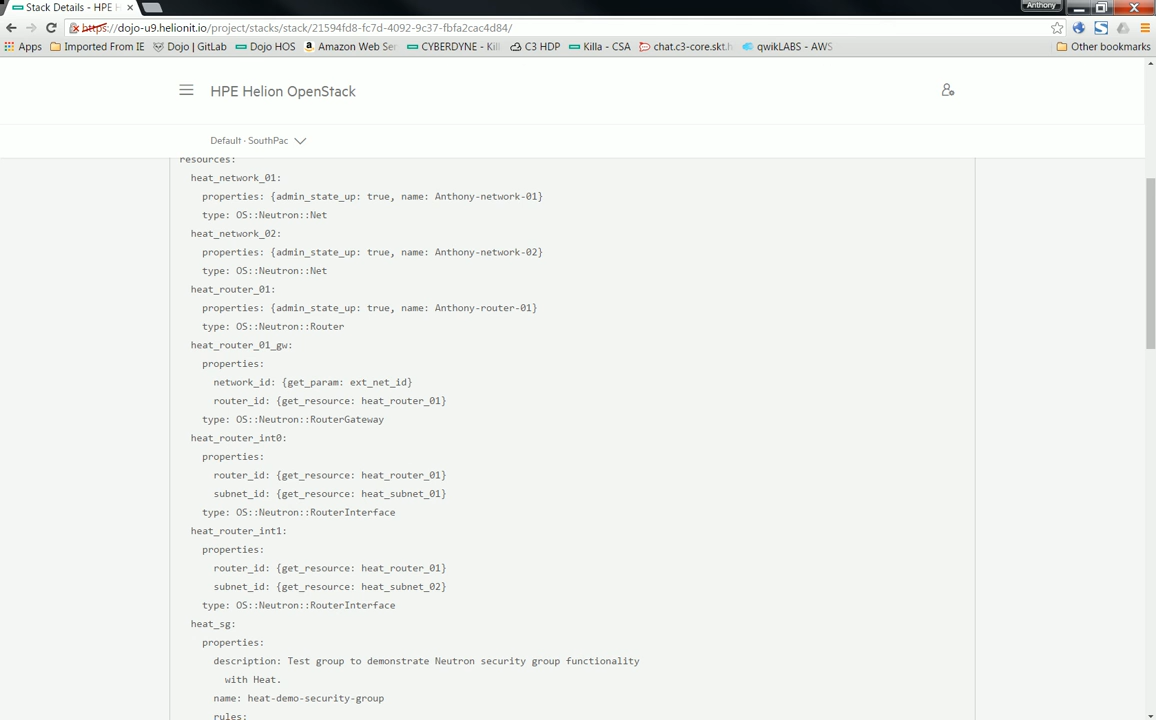 Stack Details - HPE H
Anthony
https://dojo-u9.helionit.io/project/stacks/stack/21594fd8-fc7d-4092-9c37-fbfa2cac4d84/
Apps Imported From IE Dojo | GitLab Dojo HOS Amazon Web Ser CYBERDYNE - Kill C3 HDP Killa - CSA chat.c3-core.skt.h qwikLABS - AWS Other bookmarks
HPE Helion OpenStack
Default · SouthPac
resources:
heat_network_01:
properties: {admin_state_up: true, name: Anthony-network-01}
type: OS::Neutron::Net
heat_network_02:
properties: {admin_state_up: true, name: Anthony-network-02}
type: OS::Neutron::Net
heat_router_01:
properties: {admin_state_up: true, name: Anthony-router-01}
type: OS::Neutron::Router
heat_router_01_gw:
properties:
network_id: {get_param: ext_net_id}
router_id: {get_resource: heat_router_01}
type: OS::Neutron::RouterGateway
heat_router_int0:
properties:
router_id: {get_resource: heat_router_01}
subnet_id: {get_resource: heat_subnet_01}
type: OS::Neutron::RouterInterface
heat_router_int1:
properties:
router_id: {get_resource: heat_router_01}
subnet_id: {get_resource: heat_subnet_02}
type: OS::Neutron::RouterInterface
heat_sg:
properties:
description: Test group to demonstrate Neutron security group functionality
with Heat.
name: heat-demo-security-group
rules: